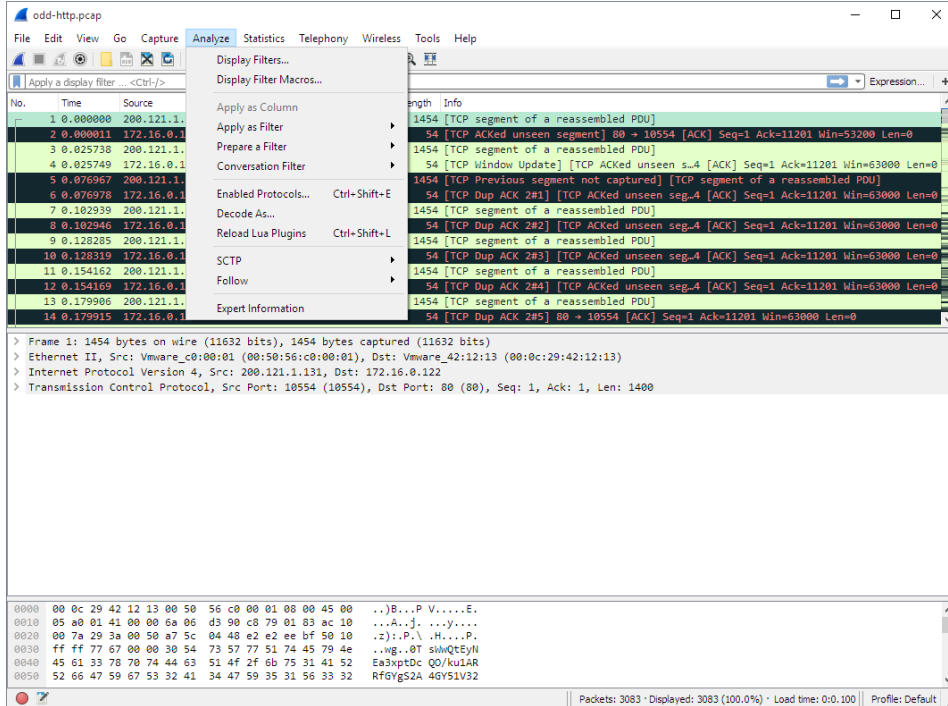 odd-http.pcap
File Edit View Go Capture Analyze Statistics Telephony Wireless Tools Help
Apply a display filter ... <Ctrl-/>
Expression... +
Display Filters...
Display Filter Macros...
Apply as Column
Apply as Filter
Prepare a Filter
Conversation Filter
Enabled Protocols... Ctrl+Shift+E
Decode As...
Reload Lua Plugins Ctrl+Shift+L
SCTP
Follow
Expert Information
No. Time Source ength Info
1 0.000000 200.121.1. 1454 [TCP segment of a reassembled PDU]
2 0.000011 172.16.0.1 54 [TCP ACKed unseen segment] 80 → 10554 [ACK] Seq=1 Ack=11201 Win=53200 Len=0
3 0.025738 200.121.1. 1454 [TCP segment of a reassembled PDU]
4 0.025749 172.16.0.1 54 [TCP Window Update] [TCP ACKed unseen s…4 [ACK] Seq=1 Ack=11201 Win=63000 Len=0
5 0.076967 200.121.1. 1454 [TCP Previous segment not captured] [TCP segment of a reassembled PDU]
6 0.076978 172.16.0.1 54 [TCP Dup ACK 2#1] [TCP ACKed unseen seg…4 [ACK] Seq=1 Ack=11201 Win=63000 Len=0
7 0.102939 200.121.1. 1454 [TCP segment of a reassembled PDU]
8 0.102946 172.16.0.1 54 [TCP Dup ACK 2#2] [TCP ACKed unseen seg…4 [ACK] Seq=1 Ack=11201 Win=63000 Len=0
9 0.128285 200.121.1. 1454 [TCP segment of a reassembled PDU]
10 0.128319 172.16.0.1 54 [TCP Dup ACK 2#3] [TCP ACKed unseen seg…4 [ACK] Seq=1 Ack=11201 Win=63000 Len=0
11 0.154162 200.121.1. 1454 [TCP segment of a reassembled PDU]
12 0.154169 172.16.0.1 54 [TCP Dup ACK 2#4] [TCP ACKed unseen seg…4 [ACK] Seq=1 Ack=11201 Win=63000 Len=0
13 0.179906 200.121.1. 1454 [TCP segment of a reassembled PDU]
14 0.179915 172.16.0.1 54 [TCP Dup ACK 2#5] 80 → 10554 [ACK] Seq=1 Ack=11201 Win=63000 Len=0
> Frame 1: 1454 bytes on wire (11632 bits), 1454 bytes captured (11632 bits)
> Ethernet II, Src: Vmware_c0:00:01 (00:50:56:c0:00:01), Dst: Vmware_42:12:13 (00:0c:29:42:12:13)
> Internet Protocol Version 4, Src: 200.121.1.131, Dst: 172.16.0.122
> Transmission Control Protocol, Src Port: 10554 (10554), Dst Port: 80 (80), Seq: 1, Ack: 1, Len: 1400
0000 00 0c 29 42 12 13 00 50 56 c0 00 01 08 00 45 00 ..)B...P V.....E.
0010 05 a0 01 41 00 00 6a 06 d3 90 c8 79 01 83 ac 10 ...A..j. ...y....
0020 00 7a 29 3a 00 50 a7 5c 04 48 e2 e2 ee bf 50 10 .z):.P.\ .H....P.
0030 ff ff 77 67 00 00 30 54 73 57 77 51 74 45 79 4e ..wg..0T sWwQtEyN
0040 45 61 33 78 70 74 44 63 51 4f 2f 6b 75 31 41 52 Ea3xptDc QO/ku1AR
0050 52 66 47 59 67 53 32 41 34 47 59 35 31 56 33 32 RfGYgS2A 4GY51V32
Packets: 3083 · Displayed: 3083 (100.0%) · Load time: 0:0.100 Profile: Default